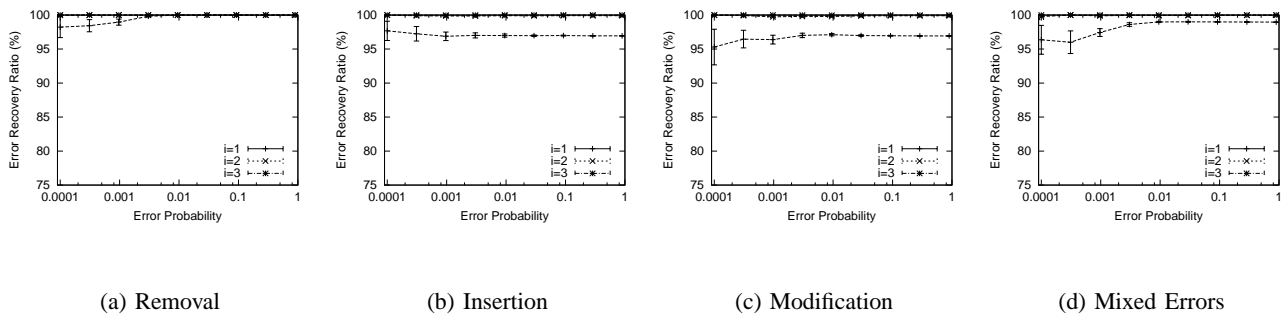 Error Recovery Ratio (%)
100
95
90
85
80
75
0.0001
0.001
0.01
0.1
1
Error Probability
i=1
i=2
i=3
(a) Removal
Error Recovery Ratio (%)
100
95
90
85
80
75
0.0001
0.001
0.01
0.1
1
Error Probability
i=1
i=2
i=3
(b) Insertion
Error Recovery Ratio (%)
100
95
90
85
80
75
0.0001
0.001
0.01
0.1
1
Error Probability
i=1
i=2
i=3
(c) Modification
Error Recovery Ratio (%)
100
95
90
85
80
75
0.0001
0.001
0.01
0.1
1
Error Probability
i=1
i=2
i=3
(d) Mixed Errors